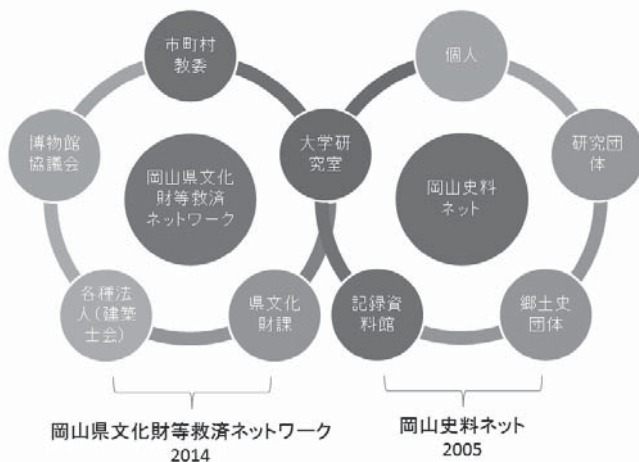 市町村
教委
個人
博物館
協議会
大学研
究室
研究団
体
岡山県文化
財等救済
ネットワーク
岡山史料
ネット
各種法
人(建築
士会)
県文化
財課
記録資
料館
郷土史
団体
岡山県文化財等救済ネットワーク
2014
岡山史料ネット
2005